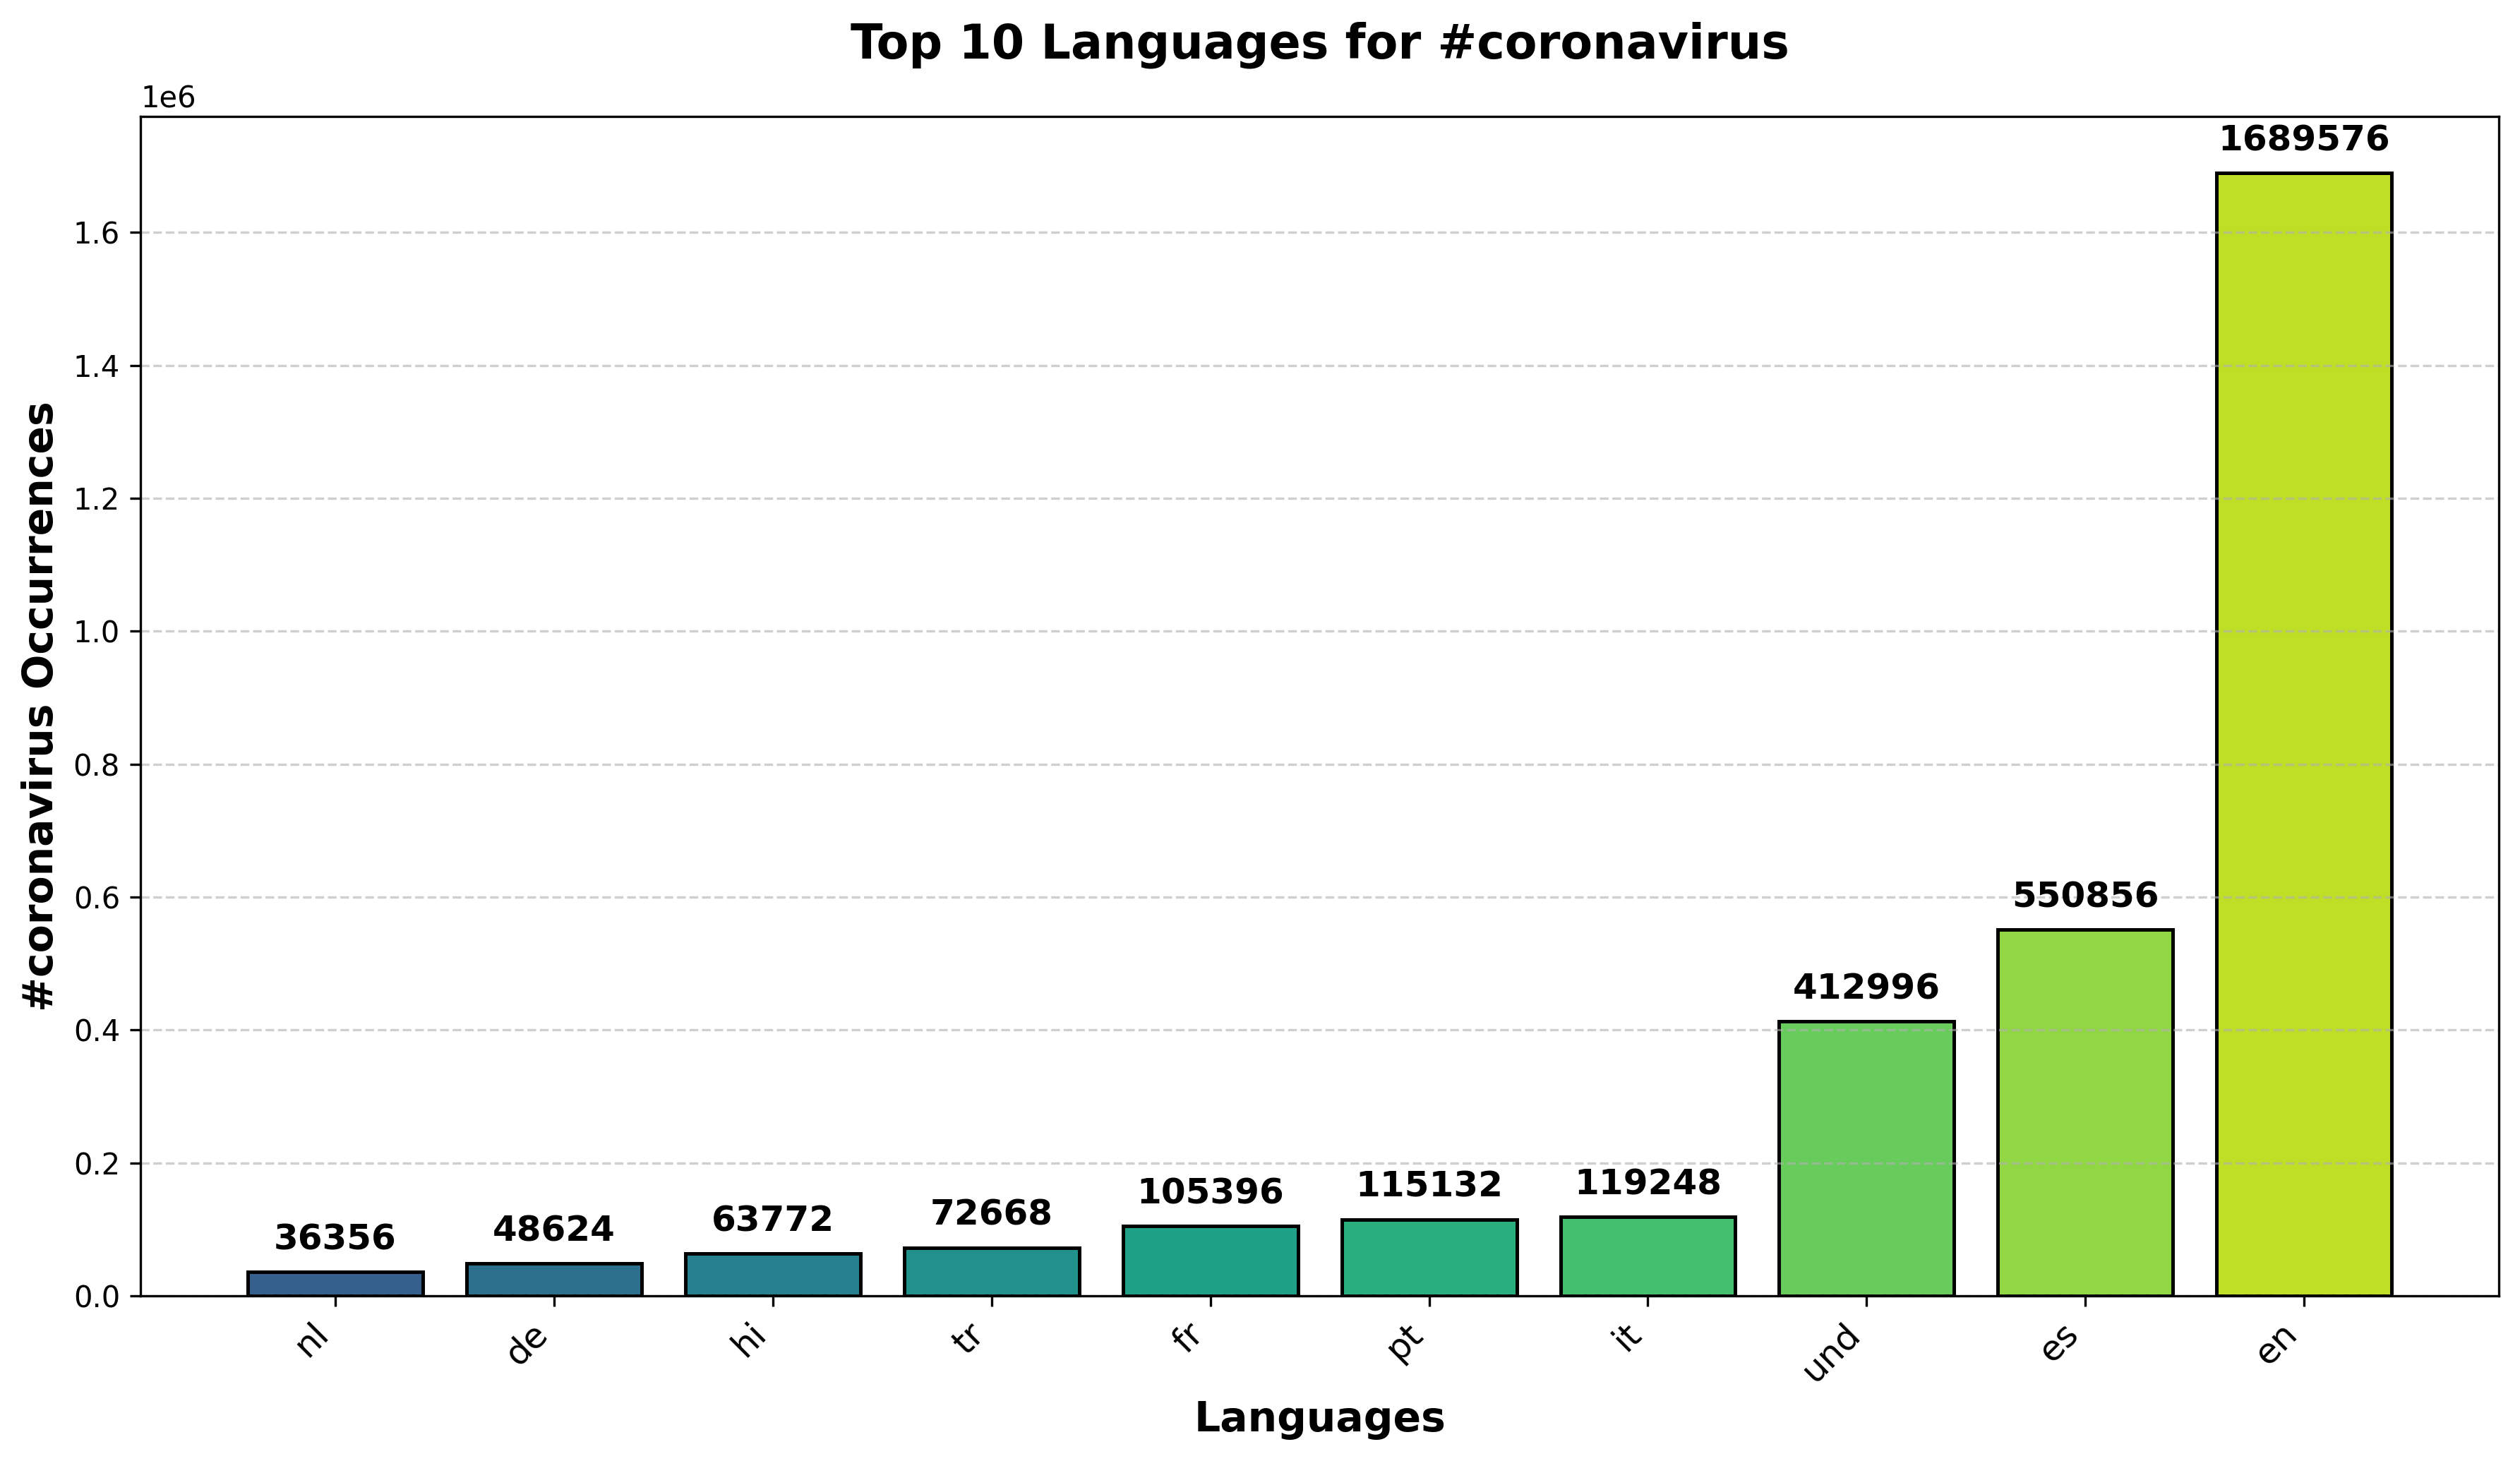 Top 10 Languages for #coronavirus
1e6
#coronavirus Occurrences
1.6
1.4
1.2
1.0
0.8
0.6
0.4
0.2
0.0
36356
48624
63772
72668
105396
115132
119248
412996
550856
1689576
nl
de
hi
tr
fr
pt
it
und
es
en
Languages